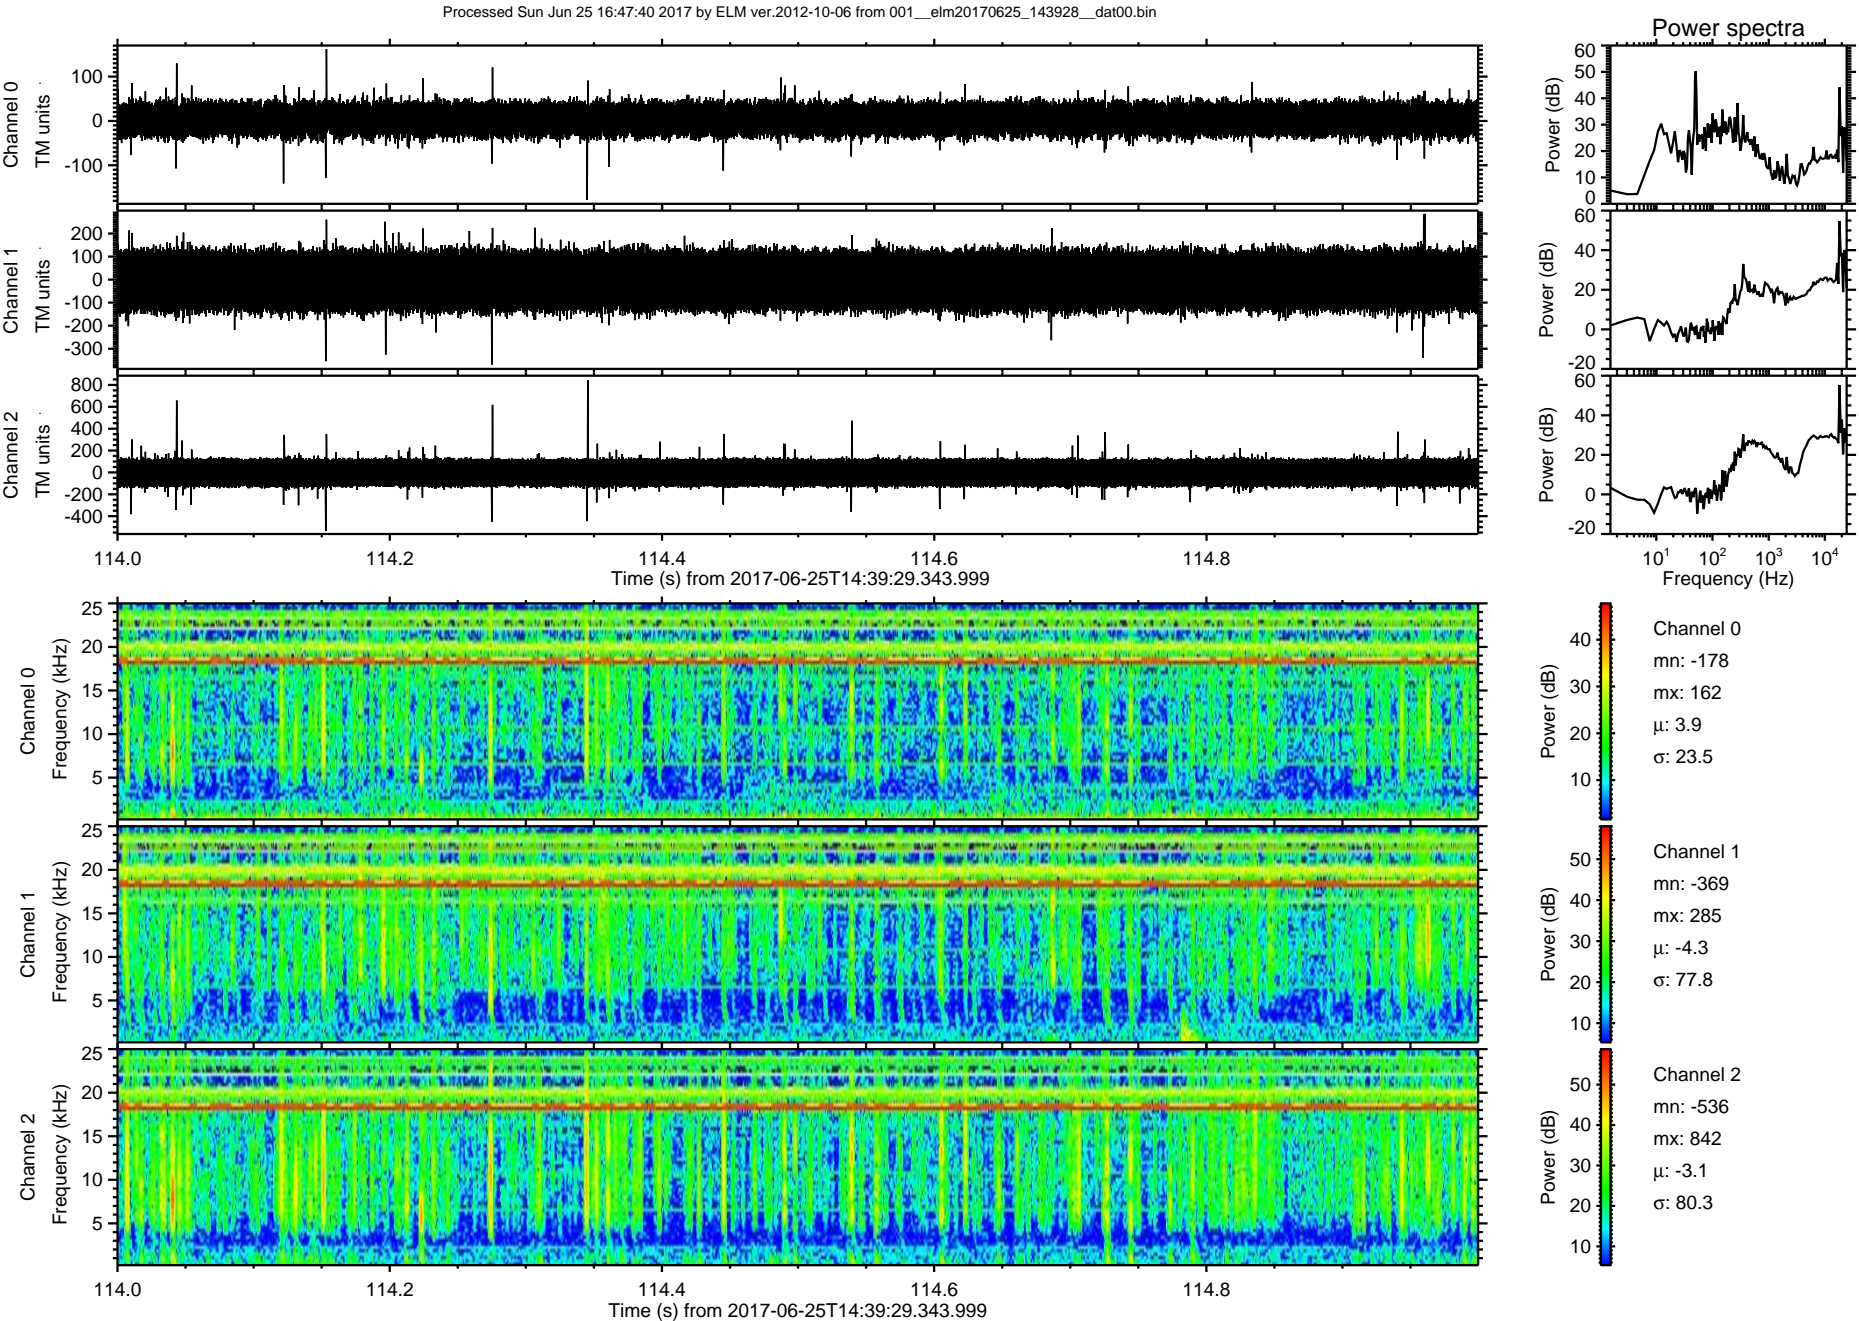 Processed Sun Jun 25 16:47:40 2017 by ELM ver.2012-10-06 from 001__elm20170625_143928__dat00.bin
Power spectra
Channel 0
TM units
100
0
-100
Power (dB)
60
50
40
30
20
10
0
Channel 1
TM units
200
100
0
-100
-200
-300
Power (dB)
60
40
20
0
-20
Channel 2
TM units
800
600
400
200
0
-200
-400
Power (dB)
60
40
20
0
-20
114.0 114.2 114.4 114.6 114.8
Time (s) from 2017-06-25T14:39:29.343.999
10^1 10^2 10^3 10^4
Frequency (Hz)
Channel 0
Frequency (kHz)
25
20
15
10
5
Power (dB)
40
30
20
10
Channel 0
mn: -178
mx: 162
μ: 3.9
σ: 23.5
Channel 1
Frequency (kHz)
25
20
15
10
5
Power (dB)
50
40
30
20
10
Channel 1
mn: -369
mx: 285
μ: -4.3
σ: 77.8
Channel 2
Frequency (kHz)
25
20
15
10
5
Power (dB)
50
40
30
20
10
Channel 2
mn: -536
mx: 842
μ: -3.1
σ: 80.3
114.0 114.2 114.4 114.6 114.8
Time (s) from 2017-06-25T14:39:29.343.999